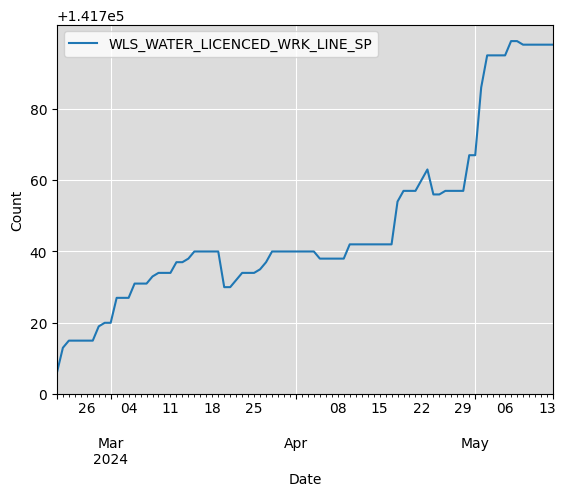 +1.417e5
WLS_WATER_LICENCED_WRK_LINE_SP
80
60
40
20
0
Count
26 04 11 18 25 08 15 22 29 06 13
Mar Apr May
2024
Date